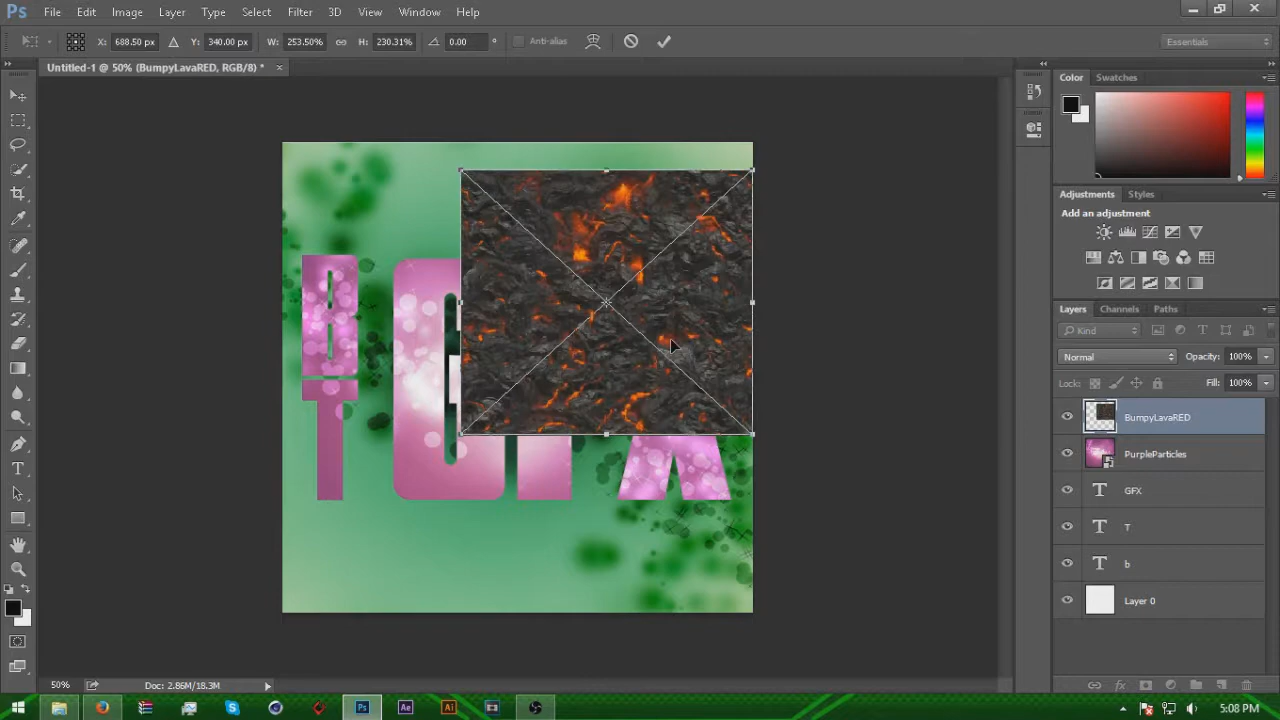 Ps File Edit Image Layer Type Select Filter 3D View Window Help
X: 688.50 px Y: 340.00 px W: 253.50% H: 230.31% 0.00 ° Anti-alias Essentials
Untitled-1 @ 50% (BumpyLavaRED, RGB/8) * ×
Color Swatches
Adjustments Styles
Add an adjustment
Layers Channels Paths
Kind
Normal Opacity: 100%
Lock: Fill: 100%
BumpyLavaRED
PurpleParticles
T GFX
T T
T b
Layer 0
50% Doc: 2.86M/18.3M
Ps Ae Ai 5:08 PM